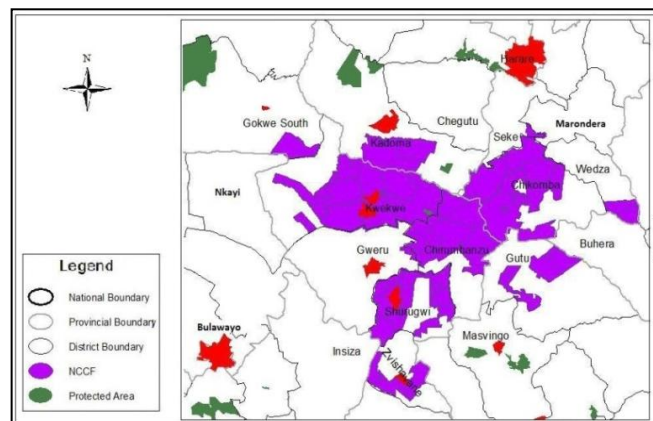 N
Harare
Gokwe South
Chegutu
Marondera
Seke
Kadoma
Wedza
Nkayi
Chikomba
Kwekwe
Buhera
Gweru
Chirumbanzu
Gutu
Legend
National Boundary
Provincial Boundary
District Boundary
NCCF
Protected Area
Shurugwi
Bulawayo
Masvingo
Insiza
Zvishavane